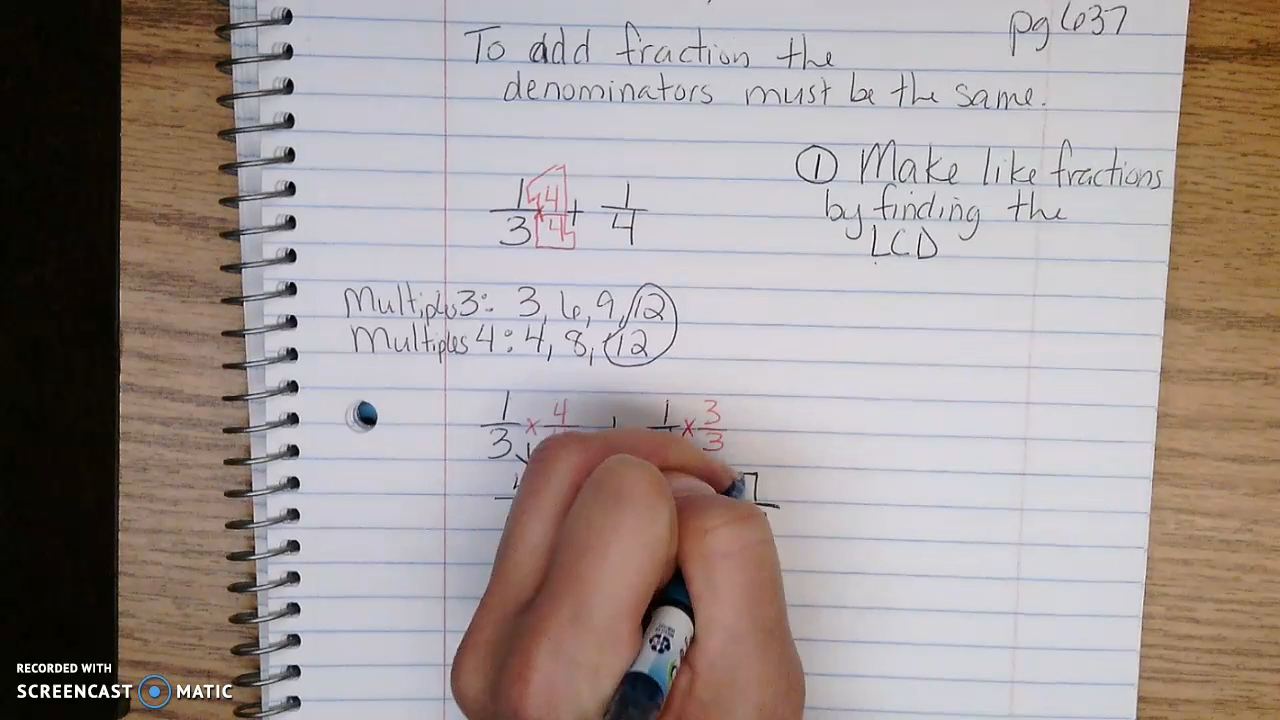 pg 637
To add fraction the
denominators must be the same.
① Make like fractions
by finding the
LCD
1/3 × 4/4 + 1/4
Multiples 3: 3, 6, 9, 12
Multiples 4: 4, 8, 12
1/3 × 4 1 × 3/3
7
RECORDED WITH
SCREENCAST MATIC